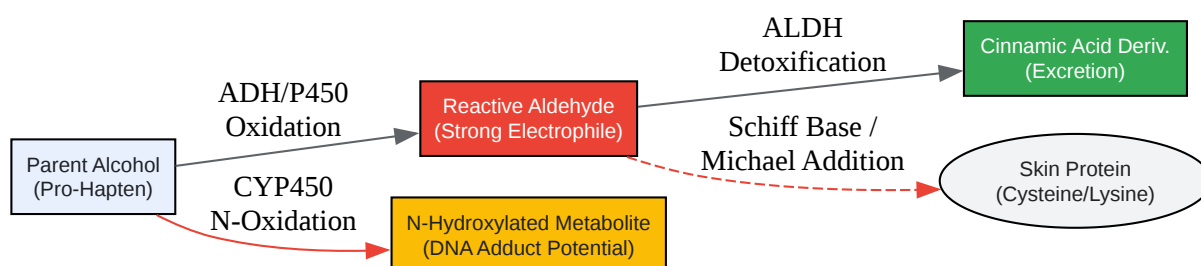 Parent Alcohol
(Pro-Hapten)
ADH/P450
Oxidation
CYP450
N-Oxidation
Reactive Aldehyde
(Strong Electrophile)
N-Hydroxylated Metabolite
(DNA Adduct Potential)
ALDH
Detoxification
Schiff Base /
Michael Addition
Cinnamic Acid Deriv.
(Excretion)
Skin Protein
(Cysteine/Lysine)